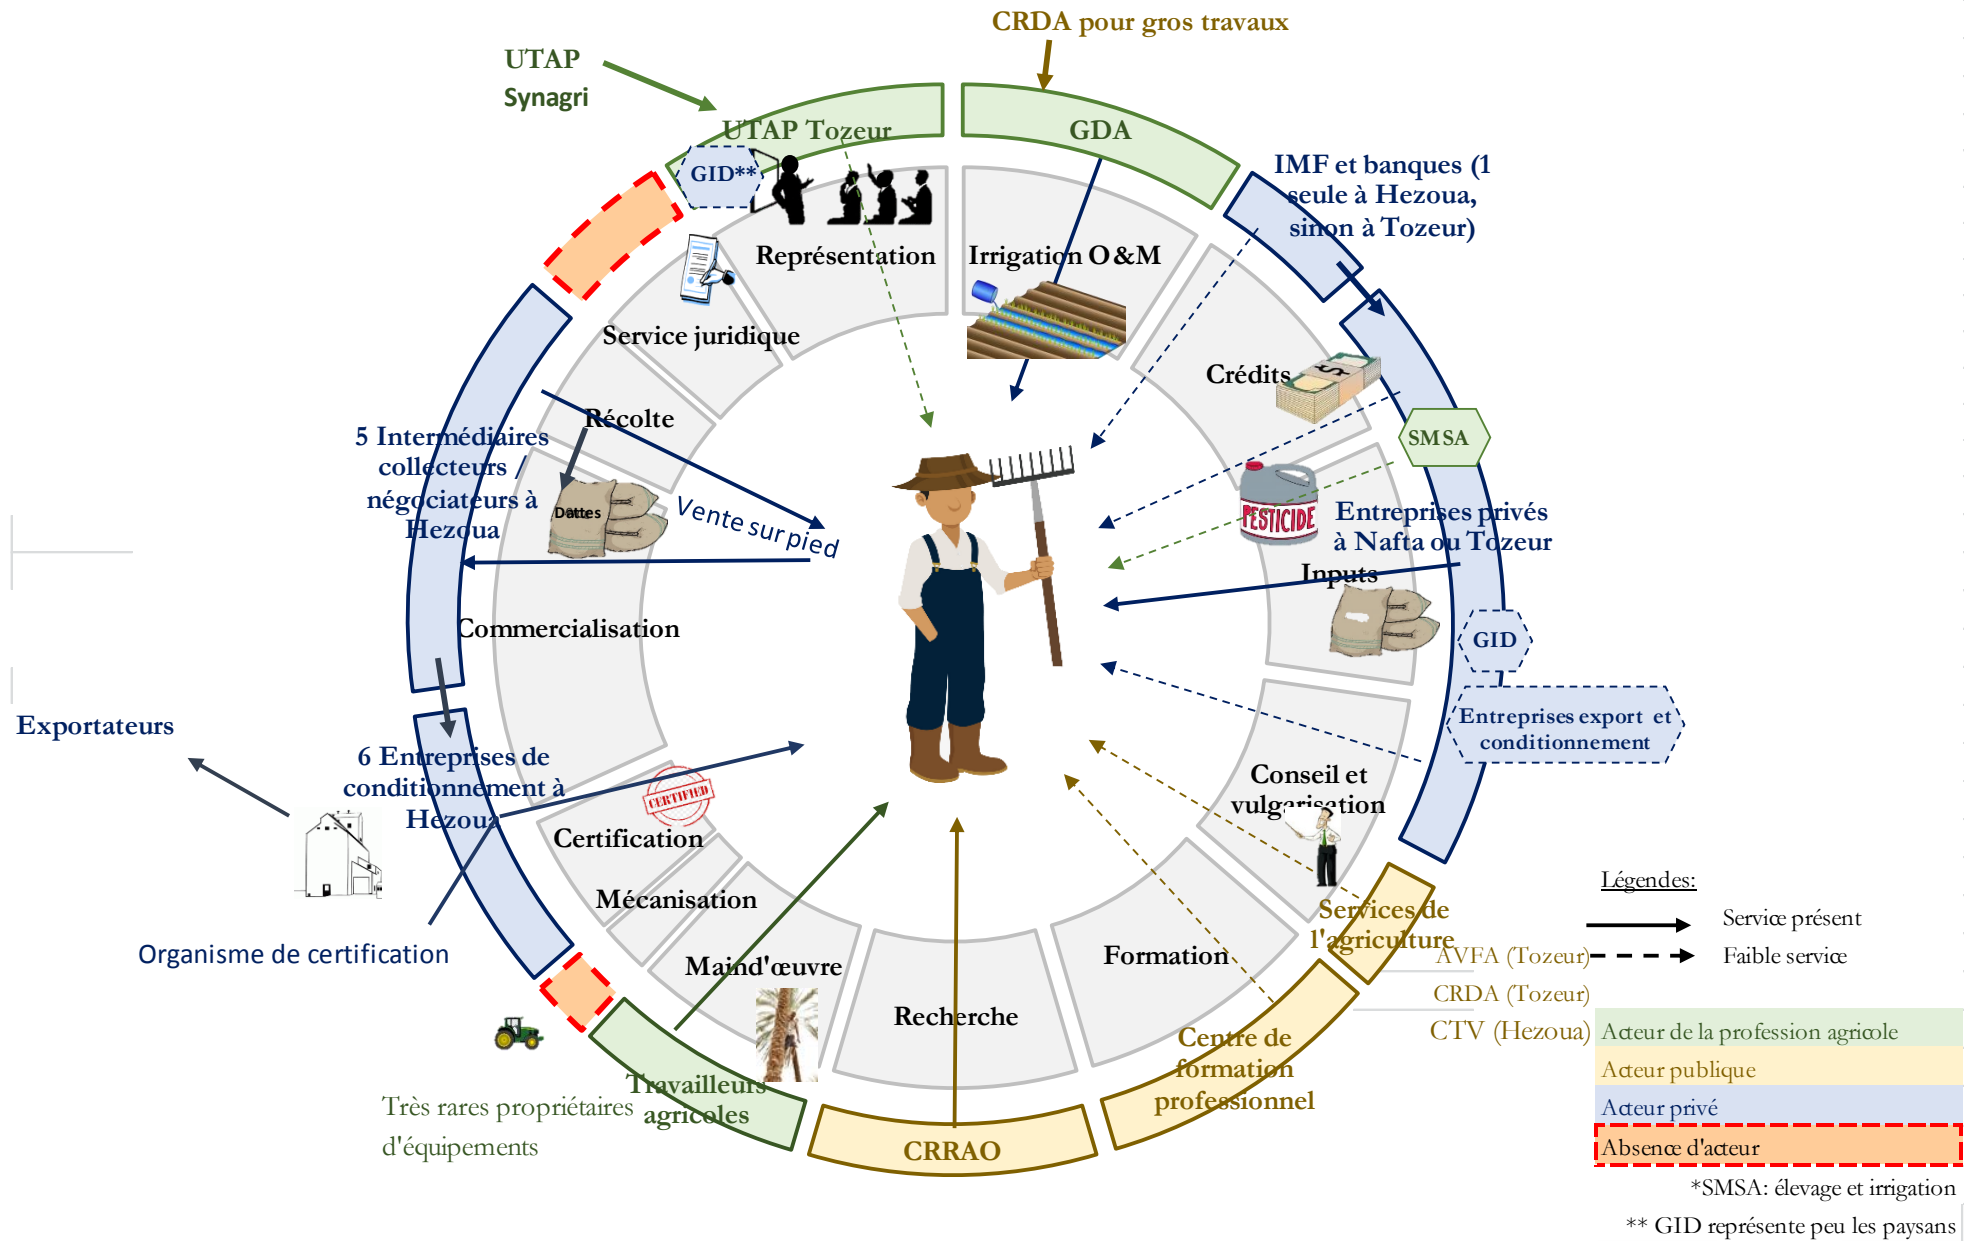 CRDA pour gros travaux
UTAP
Synagri
UTAP Tozeur
GDA
GID**
IMF et banques (1
seule à Hezoua,
sinon à Tozeur)
Représentation
Irrigation O&M
Service juridique
Crédits
Récolte
5 Intermédiaires
collecteurs /
négociateurs à
Hezoua
Dattes
Vente sur pied
SMSA
PESTICIDE
Entreprises privés
à Nafta ou Tozeur
Inputs
Commercialisation
GID
Exportateurs
Entreprises export et
conditionnement
6 Entreprises de
conditionnement à
Hezoua
CERTIFIED
Certification
Conseil et
vulgarisation
Mécanisation
Organisme de certification
Maind'œuvre
Recherche
Formation
Services de
l'agriculture
AVFA (Tozeur)
CRDA (Tozeur)
CTV (Hezoua)
Centre de
formation
professionnel
Travailleurs
agricoles
Très rares propriétaires
d'équipements
CRRAO
Légendes:
Service présent
Faible service
Acteur de la profession agricole
Acteur publique
Acteur privé
Absence d'acteur
*SMSA: élevage et irrigation
** GID représente peu les paysans